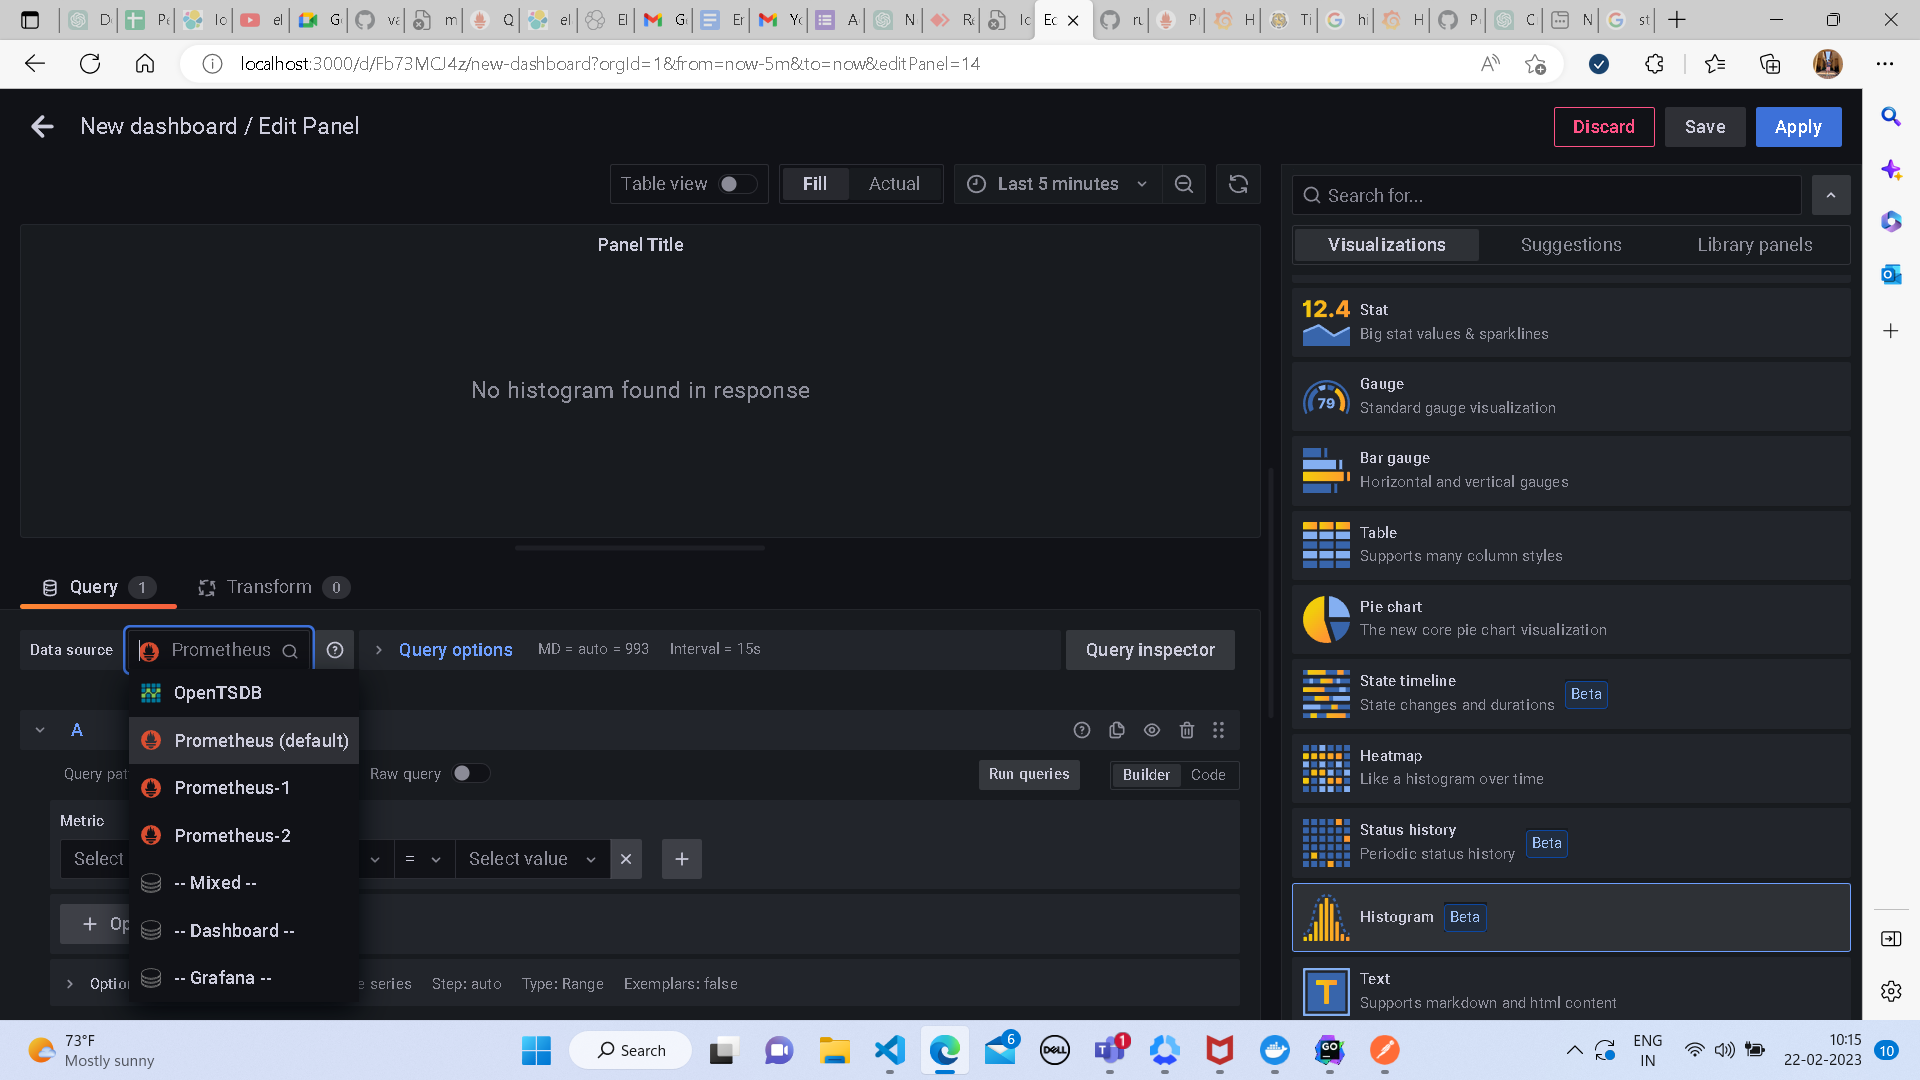 D
Pe
Io
el
G
va
m
Q
el
El
G
Er
Yo
A
N
Re
Ic
Ec
ru
P
H
Ti
hi
H
P
C
N
st
localhost:3000/d/Fb73MCJ4z/new-dashboard?orgId=1&from=now-5m&to=now&editPanel=14
New dashboard / Edit Panel
Discard
Save
Apply
Table view
Fill
Actual
Last 5 minutes
Search for...
Visualizations
Suggestions
Library panels
Panel Title
No histogram found in response
12.4
Stat
Big stat values & sparklines
79
Gauge
Standard gauge visualization
Bar gauge
Horizontal and vertical gauges
Table
Supports many column styles
Pie chart
The new core pie chart visualization
State timeline
State changes and durations
Beta
Heatmap
Like a histogram over time
Status history
Periodic status history
Beta
Histogram
Beta
T
Text
Supports markdown and html content
Query 1
Transform 0
Data source
Prometheus
Query options
MD = auto = 993
Interval = 15s
Query inspector
OpenTSDB
Prometheus (default)
Prometheus-1
Prometheus-2
-- Mixed --
-- Dashboard --
-- Grafana --
A
Query pat
Raw query
Run queries
Builder
Code
Metric
Select
=
Select value
+ Op
Option
e series
Step: auto
Type: Range
Exemplars: false
73°F
Mostly sunny
Search
6
DELL
1
GO
ENG
IN
10:15
22-02-2023
10